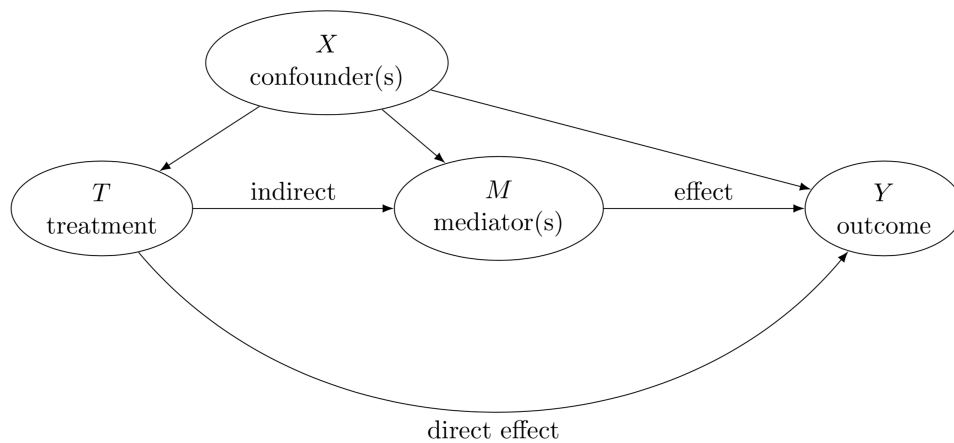 X
confounder(s)
T
treatment
indirect
M
mediator(s)
effect
Y
outcome
direct effect